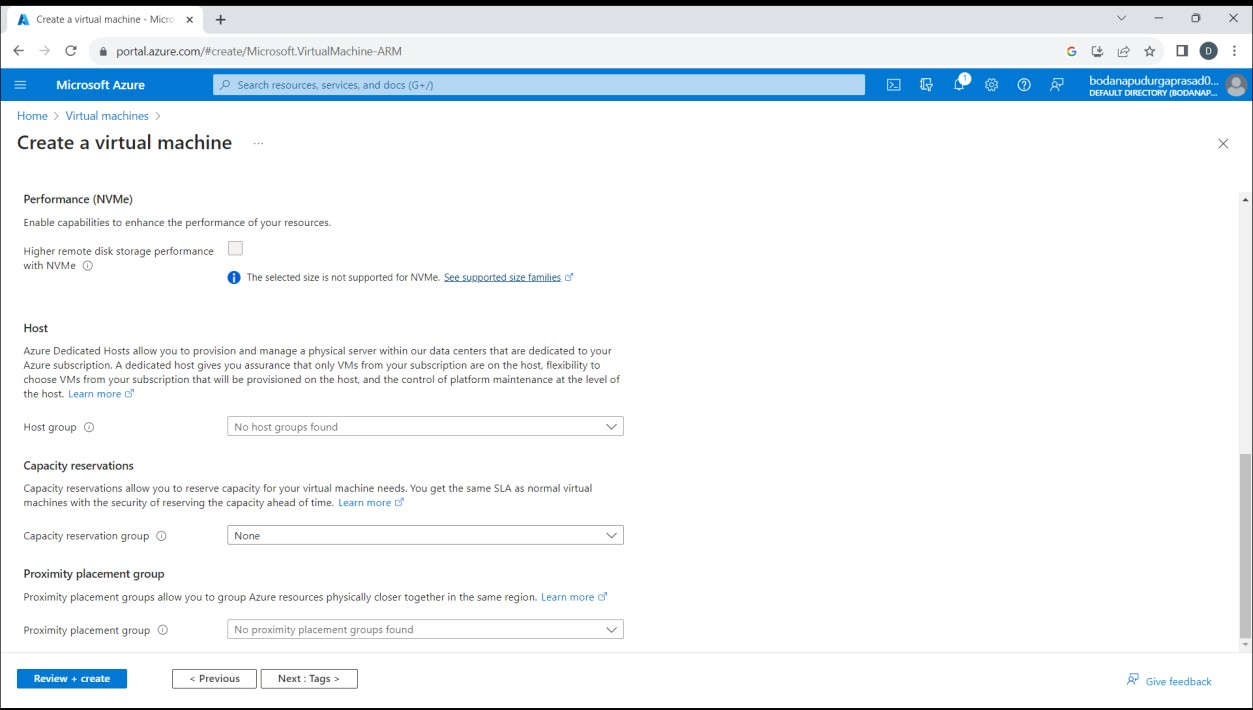 Create a virtual machine - Micro
portal.azure.com/#create/Microsoft.VirtualMachine-ARM
G
D
Microsoft Azure
Search resources, services, and docs (G+/)
1
bodanapudurgaprasad0...
DEFAULT DIRECTORY (BODANAP...
Home > Virtual machines >
Create a virtual machine ...
Performance (NVMe)
Enable capabilities to enhance the performance of your resources.
Higher remote disk storage performance
with NVMe
The selected size is not supported for NVMe. See supported size families
Host
Azure Dedicated Hosts allow you to provision and manage a physical server within our data centers that are dedicated to your
Azure subscription. A dedicated host gives you assurance that only VMs from your subscription are on the host, flexibility to
choose VMs from your subscription that will be provisioned on the host, and the control of platform maintenance at the level of
the host. Learn more
Host group
No host groups found
Capacity reservations
Capacity reservations allow you to reserve capacity for your virtual machine needs. You get the same SLA as normal virtual
machines with the security of reserving the capacity ahead of time. Learn more
Capacity reservation group
None
Proximity placement group
Proximity placement groups allow you to group Azure resources physically closer together in the same region. Learn more
Proximity placement group
No proximity placement groups found
Review + create
< Previous
Next : Tags >
Give feedback